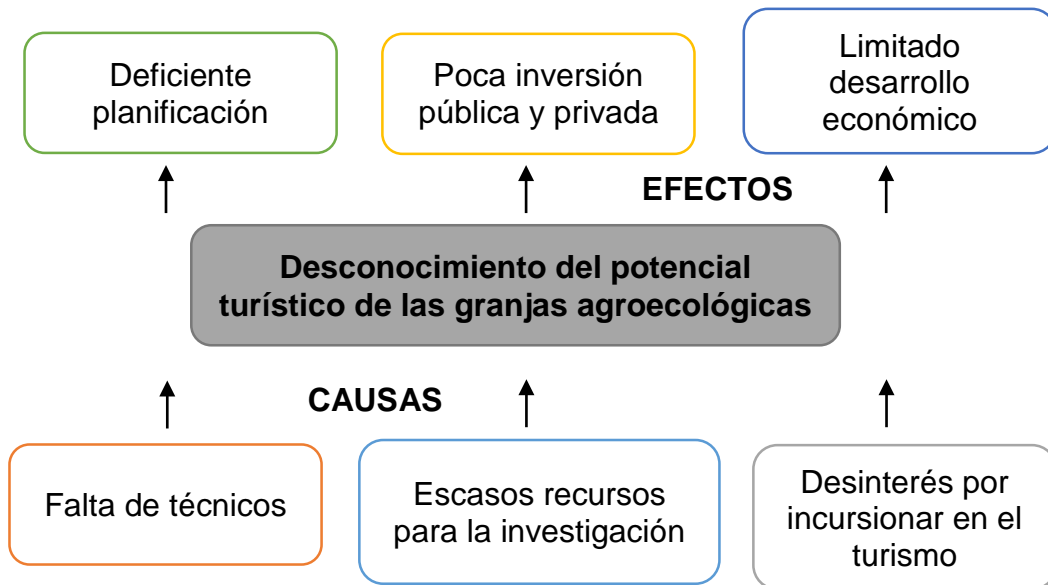 Deficiente
planificación
Poca inversión
pública y privada
Limitado
desarrollo
económico
EFECTOS
Desconocimiento del potencial
turístico de las granjas agroecológicas
CAUSAS
Falta de técnicos
Escasos recursos
para la investigación
Desinterés por
incursionar en el
turismo